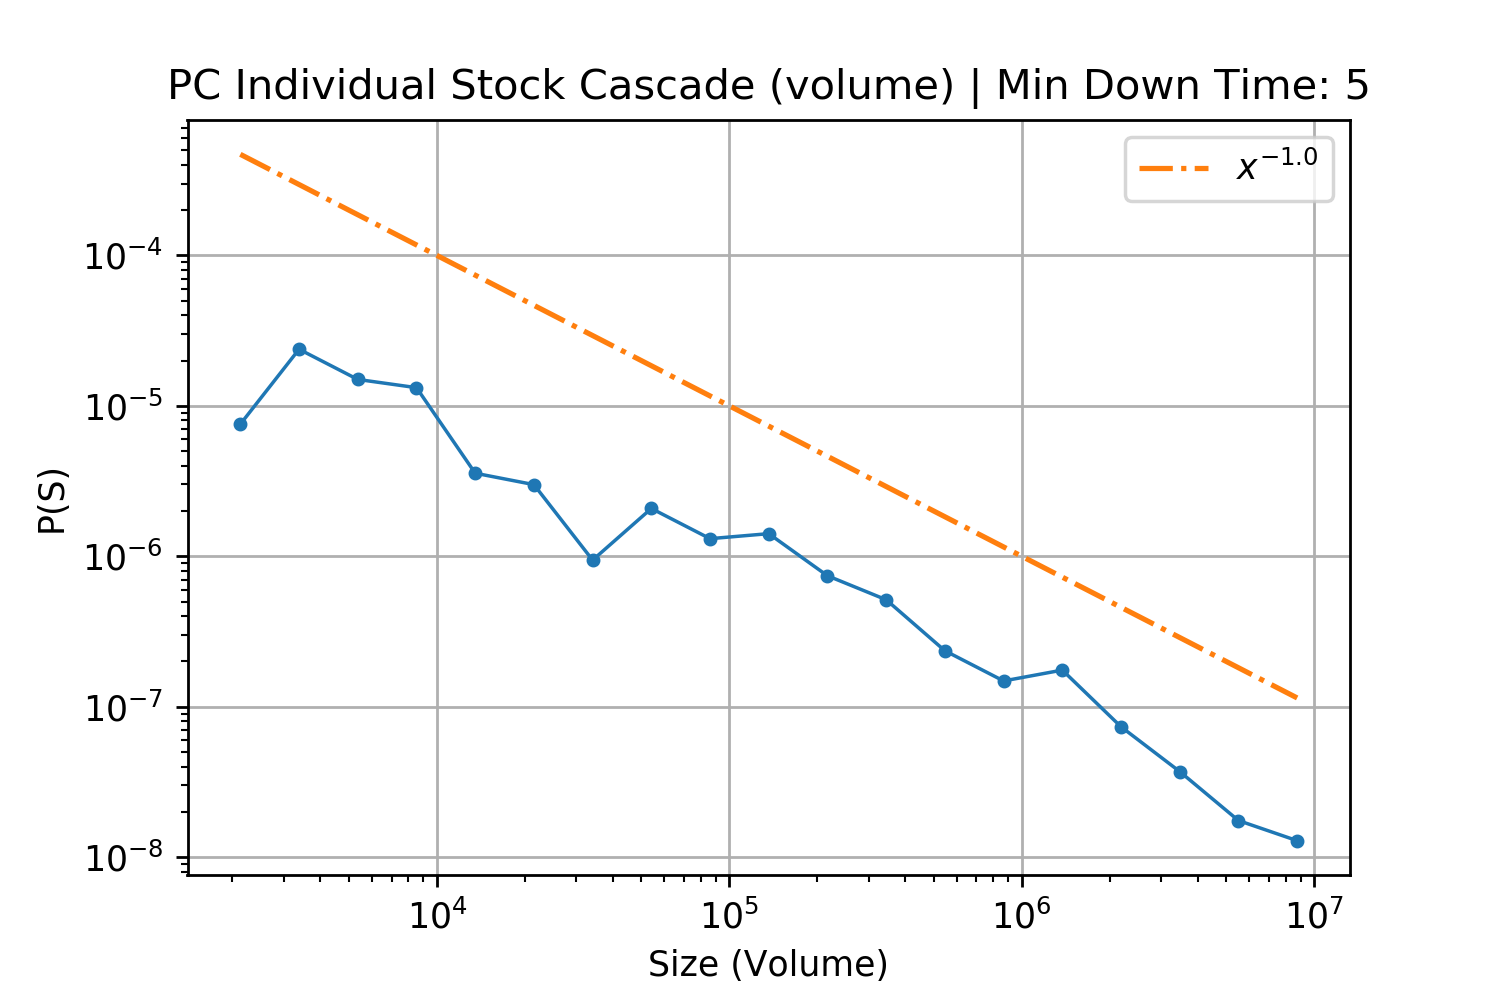 PC Individual Stock Cascade (volume) | Min Down Time: 5
x^{-1.0}
P(S)
10^{-4}
10^{-5}
10^{-6}
10^{-7}
10^{-8}
10^4 10^5 10^6 10^7
Size (Volume)